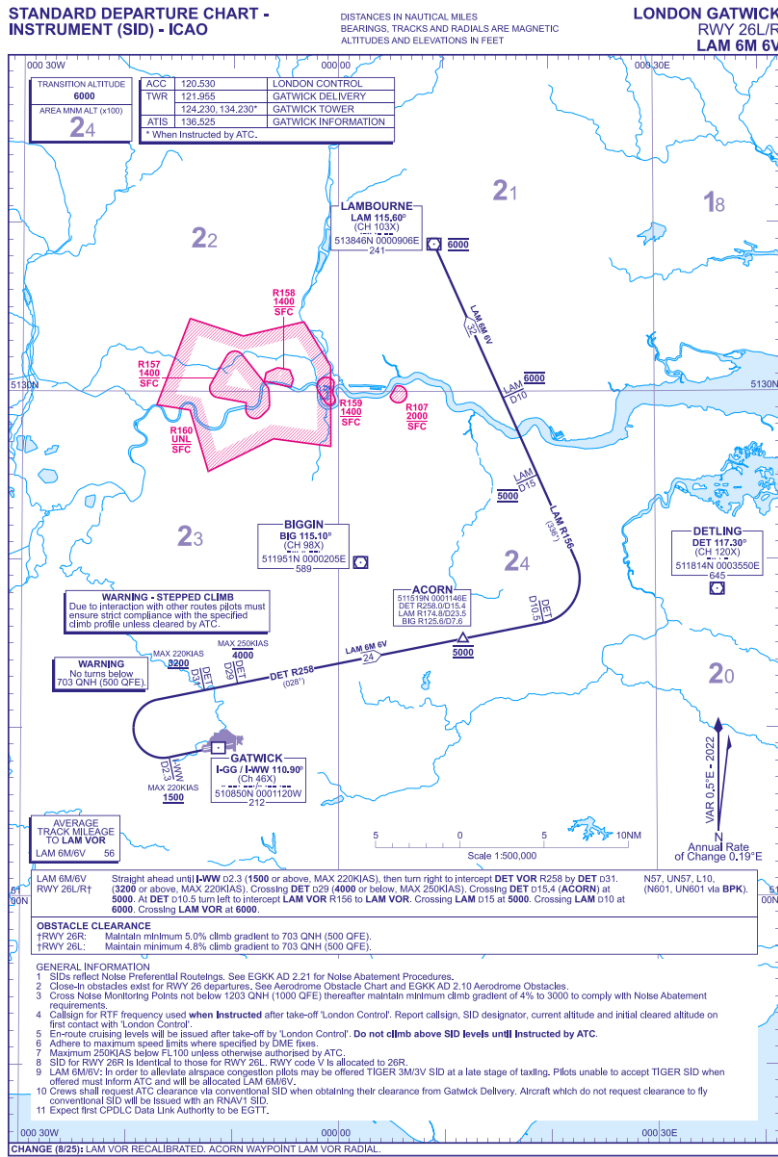 STANDARD DEPARTURE CHART -
INSTRUMENT (SID) - ICAO
DISTANCES IN NAUTICAL MILES
BEARINGS, TRACKS AND RADIALS ARE MAGNETIC
ALTITUDES AND ELEVATIONS IN FEET
LONDON GATWICK
RWY 26L/R
LAM 6M 6V
000 30W
000 00
000 30E
TRANSITION ALTITUDE
6000
AREA MNM ALT (x100)
24
ACC 120.530 LONDON CONTROL
TWR 121.955 GATWICK DELIVERY
124.230, 134.230* GATWICK TOWER
ATIS 136.525 GATWICK INFORMATION
* When Instructed by ATC.
21
18
22
LAMBOURNE
LAM 115.60°
(CH 103X)
513846N 0000906E
241
6000
R158
1400
SFC
LAM 6M 6V
32
R157
1400
SFC
5130N
LAM
D10
6000
5130N
R159
1400
SFC
R107
2000
SFC
R160
UNL
SFC
LAM
D15
5000
LAM R156
(336°)
23
BIGGIN
BIG 115.10°
(CH 98X)
511951N 0000205E
589
24
DETLING
DET 117.30°
(CH 120X)
511814N 0003550E
645
WARNING - STEPPED CLIMB
Due to interaction with other routes pilots must
ensure strict compliance with the specified
climb profile unless cleared by ATC.
ACORN
511519N 0001146E
DET R258.0/D15.4
LAM R174.8/D23.5
BIG R125.6/D7.6
DET
D10.5
5000
LAM 6M 6V
24
MAX 250KIAS
4000
DET
D29
MAX 220KIAS
3200
DET
D31
WARNING
No turns below
703 QNH (500 QFE).
DET R258
(028°)
20
GATWICK
I-GG / I-WW 110.90°
(Ch 46X)
510850N 0001120W
212
I-WW
D2.3
MAX 220KIAS
1500
VAR 0.5°E - 2022
N
Annual Rate
of Change 0.19°E
AVERAGE
TRACK MILEAGE
TO LAM VOR
LAM 6M/6V 56
5 0 5 10NM
Scale 1:500,000
51
00N
00N
LAM 6M/6V
RWY 26L/R†
Straight ahead until I-WW D2.3 (1500 or above, MAX 220KIAS), then turn right to intercept DET VOR R258 by DET D31.
(3200 or above, MAX 220KIAS). Crossing DET D29 (4000 or below, MAX 250KIAS). Crossing DET D15.4 (ACORN) at
5000. At DET D10.5 turn left to intercept LAM VOR R156 to LAM VOR. Crossing LAM D15 at 5000. Crossing LAM D10 at
6000. Crossing LAM VOR at 6000.
N57, UN57, L10,
(N601, UN601 via BPK).
OBSTACLE CLEARANCE
†RWY 26R: Maintain minimum 5.0% climb gradient to 703 QNH (500 QFE).
†RWY 26L: Maintain minimum 4.8% climb gradient to 703 QNH (500 QFE).
GENERAL INFORMATION
1 SIDs reflect Noise Preferential Routeings. See EGKK AD 2.21 for Noise Abatement Procedures.
2 Close-in obstacles exist for RWY 26 departures. See Aerodrome Obstacle Chart and EGKK AD 2.10 Aerodrome Obstacles.
3 Cross Noise Monitoring Points not below 1203 QNH (1000 QFE) thereafter maintain minimum climb gradient of 4% to 3000 to comply with Noise Abatement
requirements.
4 Callsign for RTF frequency used when instructed after take-off 'London Control'. Report callsign, SID designator, current altitude and initial cleared altitude on
first contact with 'London Control'.
5 En-route cruising levels will be issued after take-off by 'London Control'. Do not climb above SID levels until instructed by ATC.
6 Adhere to maximum speed limits where specified by DME fixes.
7 Maximum 250KIAS below FL100 unless otherwise authorised by ATC.
8 SID for RWY 26R is identical to those for RWY 26L. RWY code V is allocated to 26R.
9 LAM 6M/6V: In order to alleviate airspace congestion pilots may be offered TIGER 3M/3V SID at a late stage of taxiing. Pilots unable to accept TIGER SID when
offered must inform ATC and will be allocated LAM 6M/6V.
10 Crews shall request ATC clearance via conventional SID when obtaining their clearance from Gatwick Delivery. Aircraft which do not request clearance to fly
conventional SID will be issued with an RNAV1 SID.
11 Expect first CPDLC Data Link Authority to be EGTT.
000 30W
000 00
000 30E
CHANGE (8/25): LAM VOR RECALIBRATED. ACORN WAYPOINT LAM VOR RADIAL.